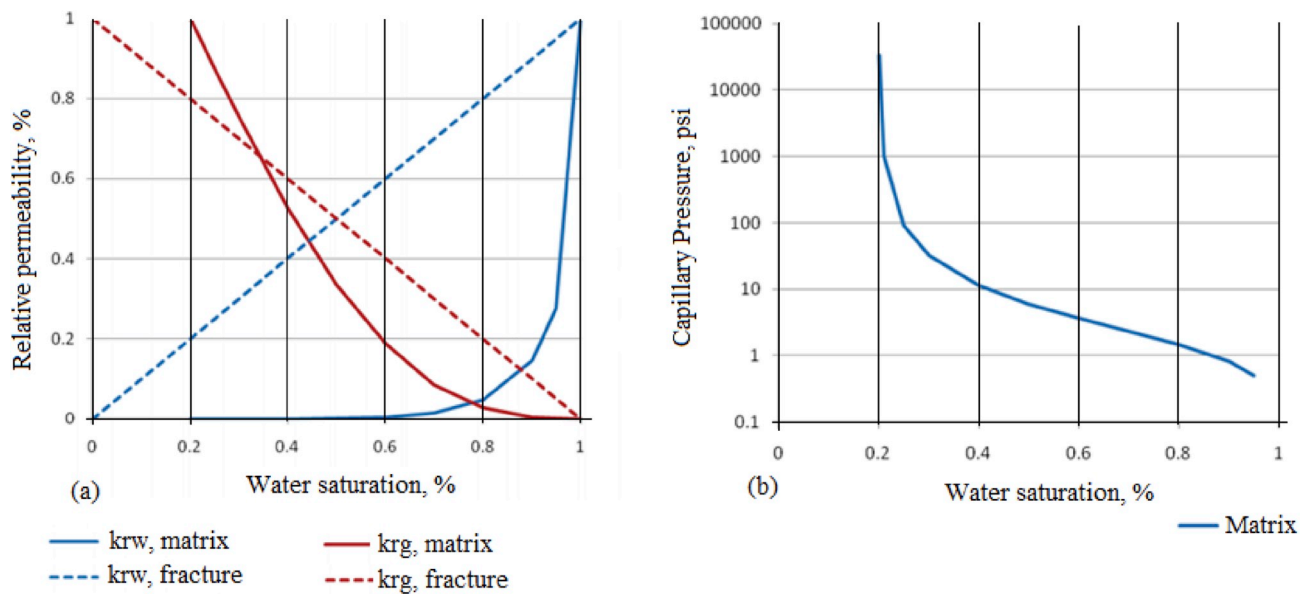 1
0.8
0.6
0.4
0.2
0
Relative permeability, %
0 0.2 0.4 0.6 0.8 1
Water saturation, %
(a)
krw, matrix
krg, matrix
krw, fracture
krg, fracture
100000
10000
1000
100
10
1
0.1
Capillary Pressure, psi
0 0.2 0.4 0.6 0.8 1
Water saturation, %
(b)
Matrix